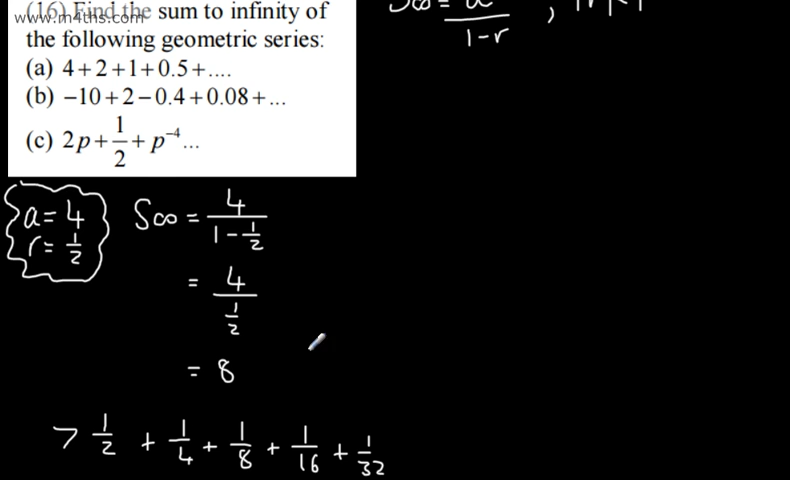 (16) Find the sum to infinity of
www.m4ths.com
the following geometric series:
(a) 4+2+1+0.5+....
(b) −10+2−0.4+0.08+...
(c) 2p+1/2+p⁻⁴...
S∞ = a/(1-r), |r|<1
a=4
r=1/2
S∞ = 4/(1-1/2)
= 4/(1/2)
= 8
7 1/2 + 1/4 + 1/8 + 1/16 + 1/32